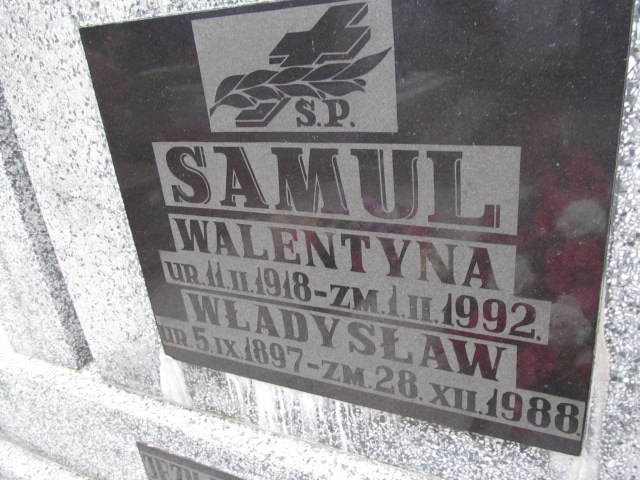 S.P.
SAMUL
WALENTYNA
UR.11.II.1918-ZM.1.II.1992.
WŁADYSŁAW
UR.5.IX.1897-ZM.28.XII.1988.